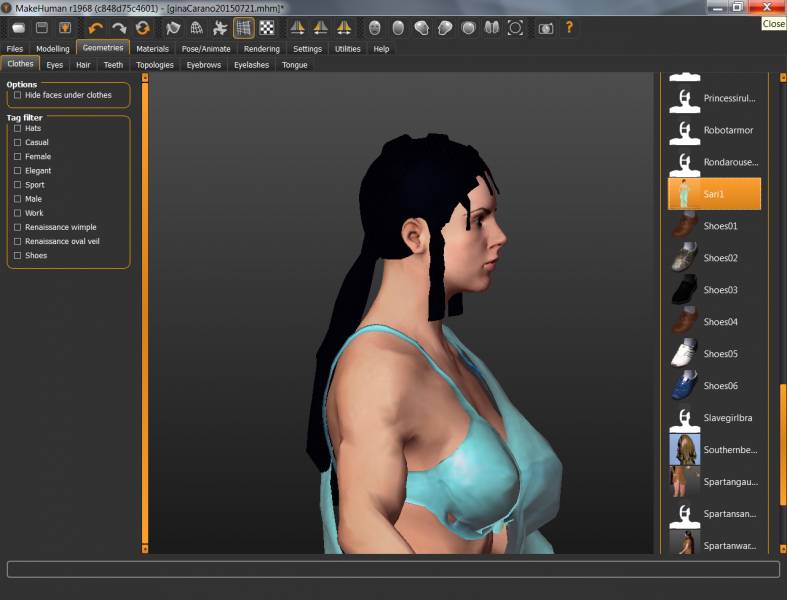 MakeHuman r1968 (c848d75c4601) - [ginaCarano20150721.mhm]*
Close
Files Modelling Geometries Materials Pose/Animate Rendering Settings Utilities Help
Clothes Eyes Hair Teeth Topologies Eyebrows Eyelashes Tongue
Options
Hide faces under clothes
Tag filter
Hats
Casual
Female
Elegant
Sport
Male
Work
Renaissance wimple
Renaissance oval veil
Shoes
Princessirul...
Robotarmor
Rondarouse...
Sari1
Shoes01
Shoes02
Shoes03
Shoes04
Shoes05
Shoes06
Slavegirlbra
Southernbe...
Spartangau...
Spartansan...
Spartanwar...